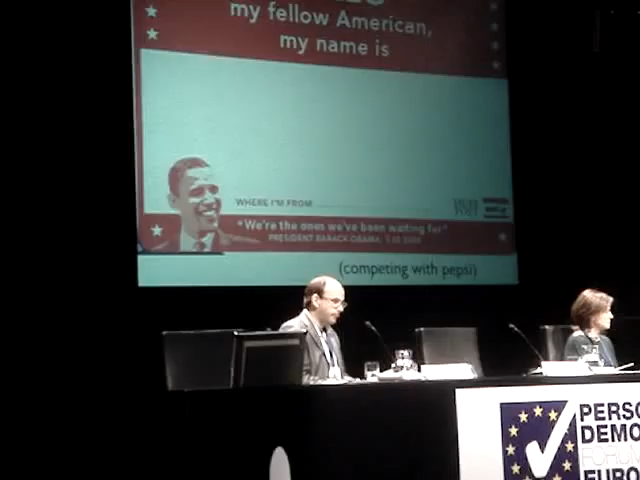 my fellow American,
my name is
WHERE I'M FROM
"We're the ones we've been waiting for"
PRESIDENT BARACK OBAMA
(competing with pepsi)
PERSO
DEMO
FORUM
EURO